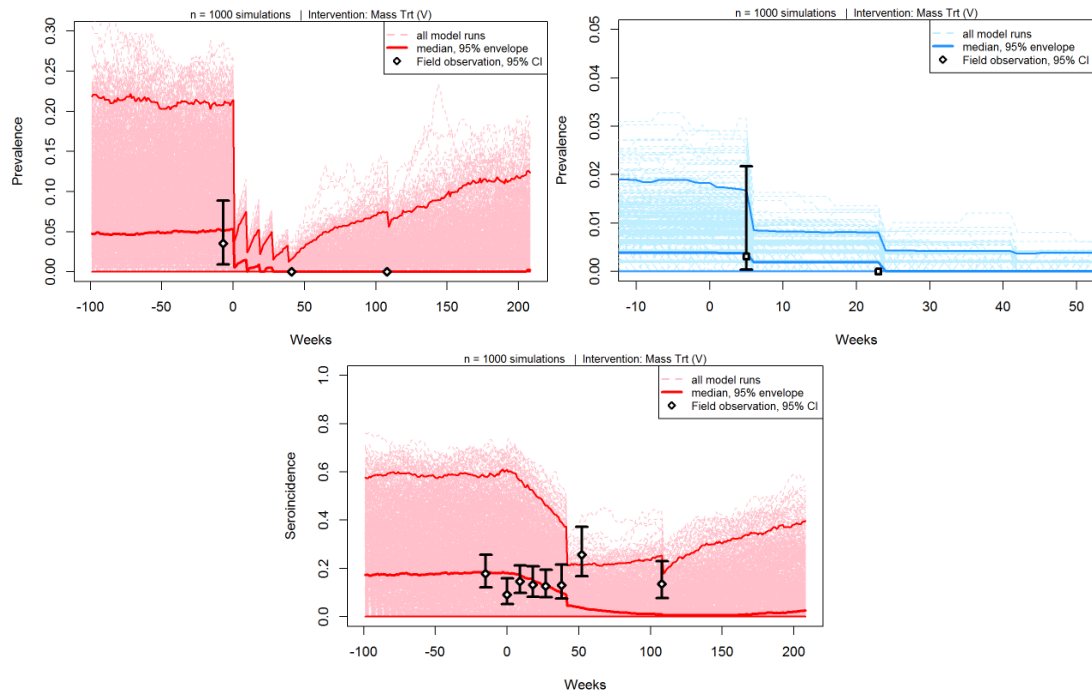 n = 1000 simulations | Intervention: Mass Trt (V)
all model runs
median, 95% envelope
Field observation, 95% CI
Prevalence
0.00 0.05 0.10 0.15 0.20 0.25 0.30
-100 -50 0 50 100 150 200
Weeks
n = 1000 simulations | Intervention: Mass Trt (V)
all model runs
median, 95% envelope
Field observation, 95% CI
Prevalence
0.00 0.01 0.02 0.03 0.04 0.05
-10 0 10 20 30 40 50
Weeks
n = 1000 simulations | Intervention: Mass Trt (V)
all model runs
median, 95% envelope
Field observation, 95% CI
Seroincidence
0.0 0.2 0.4 0.6 0.8 1.0
-100 -50 0 50 100 150 200
Weeks